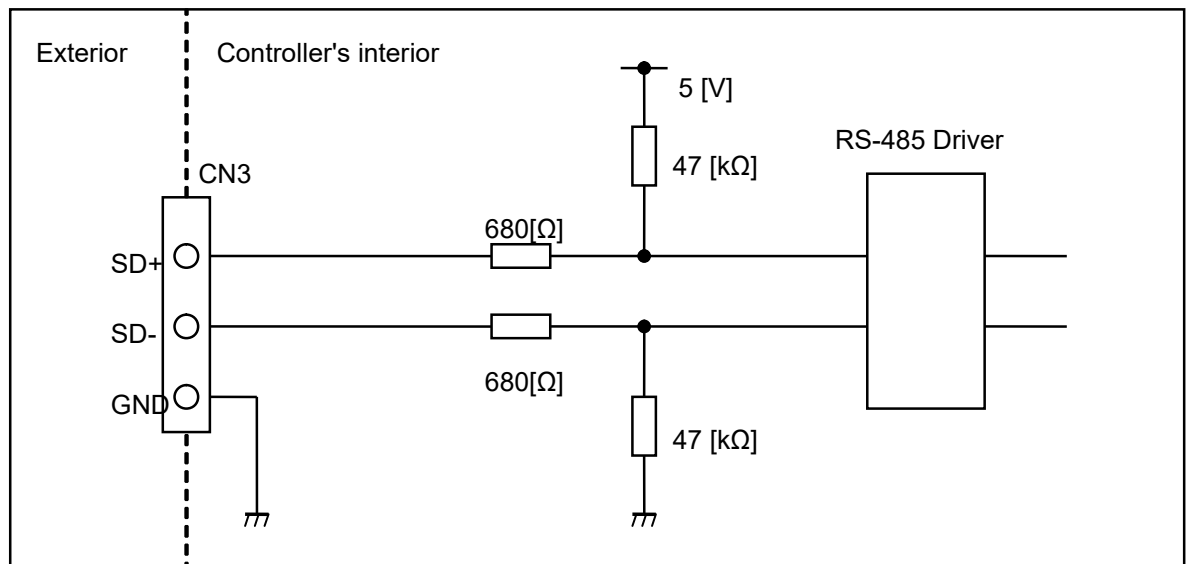 Exterior
Controller's interior
5 [V]
RS-485 Driver
47 [kΩ]
CN3
680[Ω]
SD+
SD-
680[Ω]
GND
47 [kΩ]